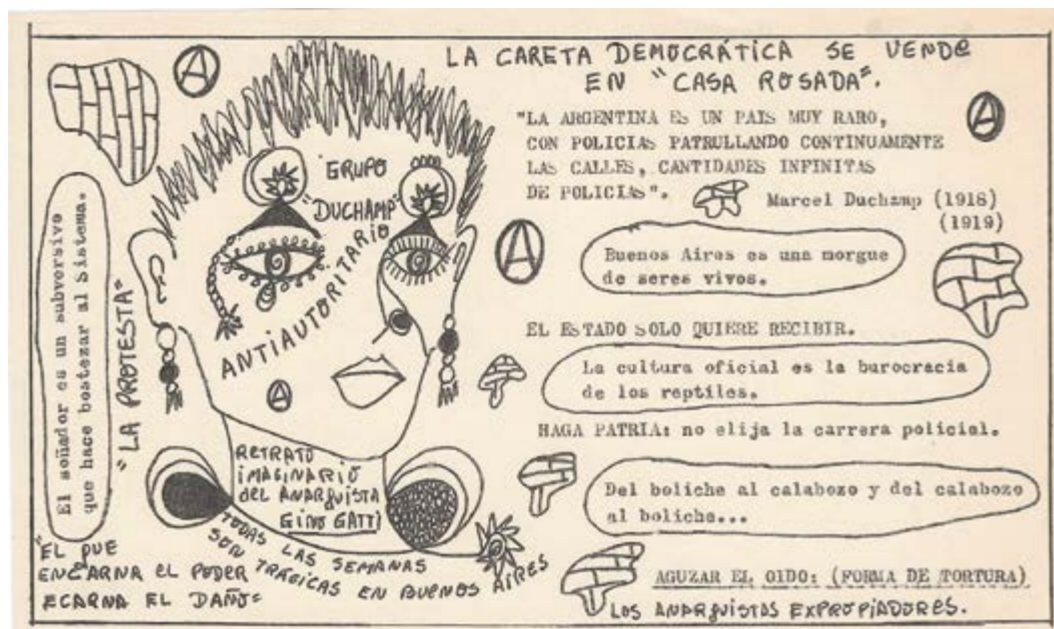 LA CARETA DEMOCRÁTICA SE VENDE
EN "CASA ROSADA".
"LA ARGENTINA ES UN PAIS MUY RARO,
CON POLICIAS PATRULLANDO CONTINUAMENTE
LAS CALLES, CANTIDADES INFINITAS
DE POLICIAS".
Marcel Duchamp (1918)
(1919)
Buenos Aires es una morgue
de seres vivos.
EL ESTADO SOLO QUIERE RECIBIR.
La cultura oficial es la burocracia
de los reptiles.
HAGA PATRIA: no elija la carrera policial.
Del boliche al calabozo y del calabozo
al boliche...
AGUZAR EL OIDO: (FORMA DE TORTURA)
LOS ANARQUISTAS EXPROPIADORES.
A
A
A
A
GRUPO
"DUCHAMP"
ANTIAUTORITARIO
El soñador es un subversivo
que hace bostezar al Sistema.
"LA PROTESTA"
RETRATO
IMAGINARIO
DEL ANARQUISTA
GINO GATTI
TODAS LAS SEMANAS
SON TRÁGICAS EN BUENOS AIRES
"EL QUE
ENCARNA EL PODER
ECARNA EL DAÑO"